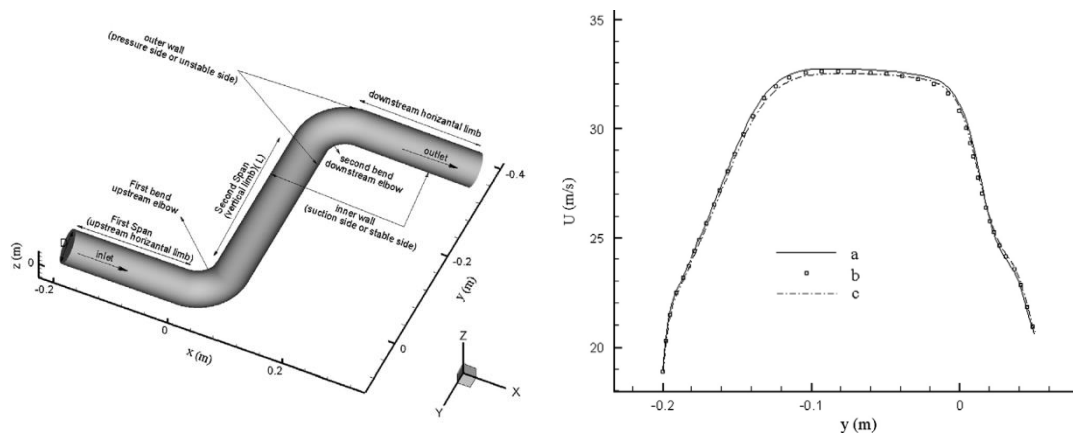 outer wall
(pressure side or unstable side)
downstream horizantal limb
outlet
-0.4
second bend
downstream elbow
Second Span
(vertical limb)( L)
First bend
upstream elbow
inner wall
(suction side or stable side)
First Span
(upstream horizantal limb)
inlet
D
z (m)
0
-0.2
0
0.2
x (m)
-0.2
y (m)
0
Z
X
Y
35
30
25
20
U (m/s)
a
b
c
-0.2
-0.1
0
y (m)